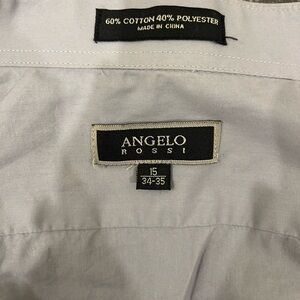 60% COTTON 40% POLYESTER
MADE IN CHINA
ANGELO
ROSSI
15
34-35